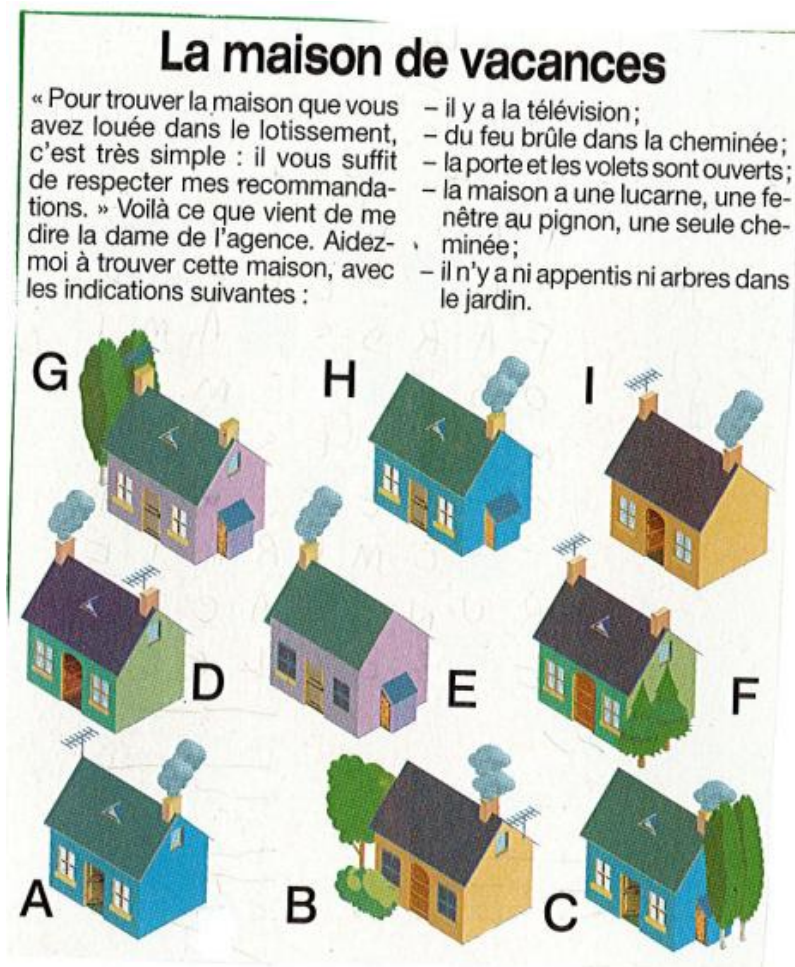 La maison de vacances
« Pour trouver la maison que vous
avez louée dans le lotissement,
c'est très simple : il vous suffit
de respecter mes recommanda-
tions. » Voilà ce que vient de me
dire la dame de l'agence. Aidez-
moi à trouver cette maison, avec
les indications suivantes :
– il y a la télévision ;
– du feu brûle dans la cheminée ;
– la porte et les volets sont ouverts ;
– la maison a une lucarne, une fe-
nêtre au pignon, une seule che-
minée ;
– il n'y a ni appentis ni arbres dans
le jardin.
G H I
D E F
A B C